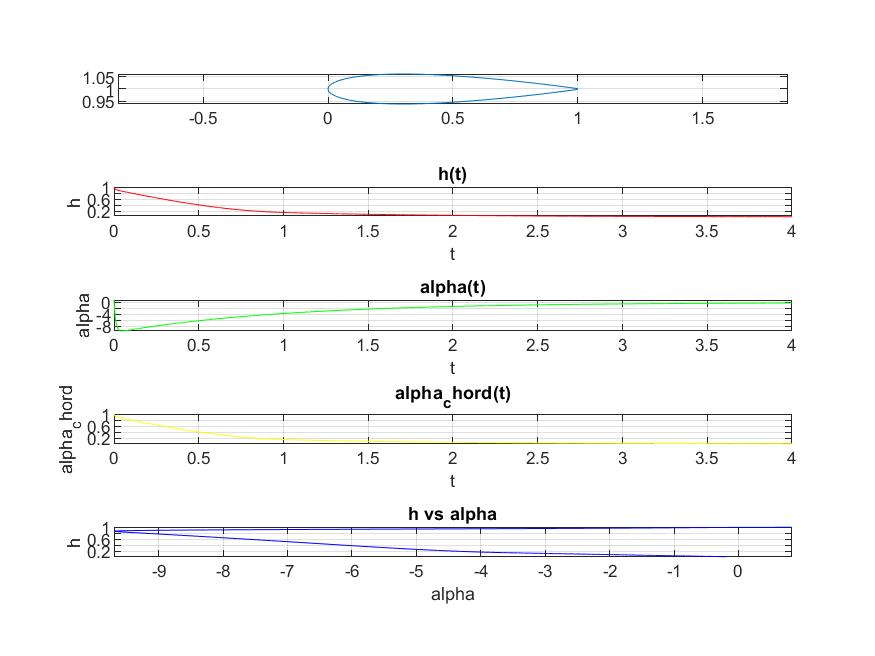 1.05
1
0.95
-0.5 0 0.5 1 1.5
h(t)
1
0.6
0.2
h
0 0.5 1 1.5 2 2.5 3 3.5 4
t
alpha(t)
0
-4
-8
alpha
0 0.5 1 1.5 2 2.5 3 3.5 4
t
alpha_chord(t)
1
0.6
0.2
alpha_chord
0 0.5 1 1.5 2 2.5 3 3.5 4
t
h vs alpha
1
0.6
0.2
h
-9 -8 -7 -6 -5 -4 -3 -2 -1 0
alpha